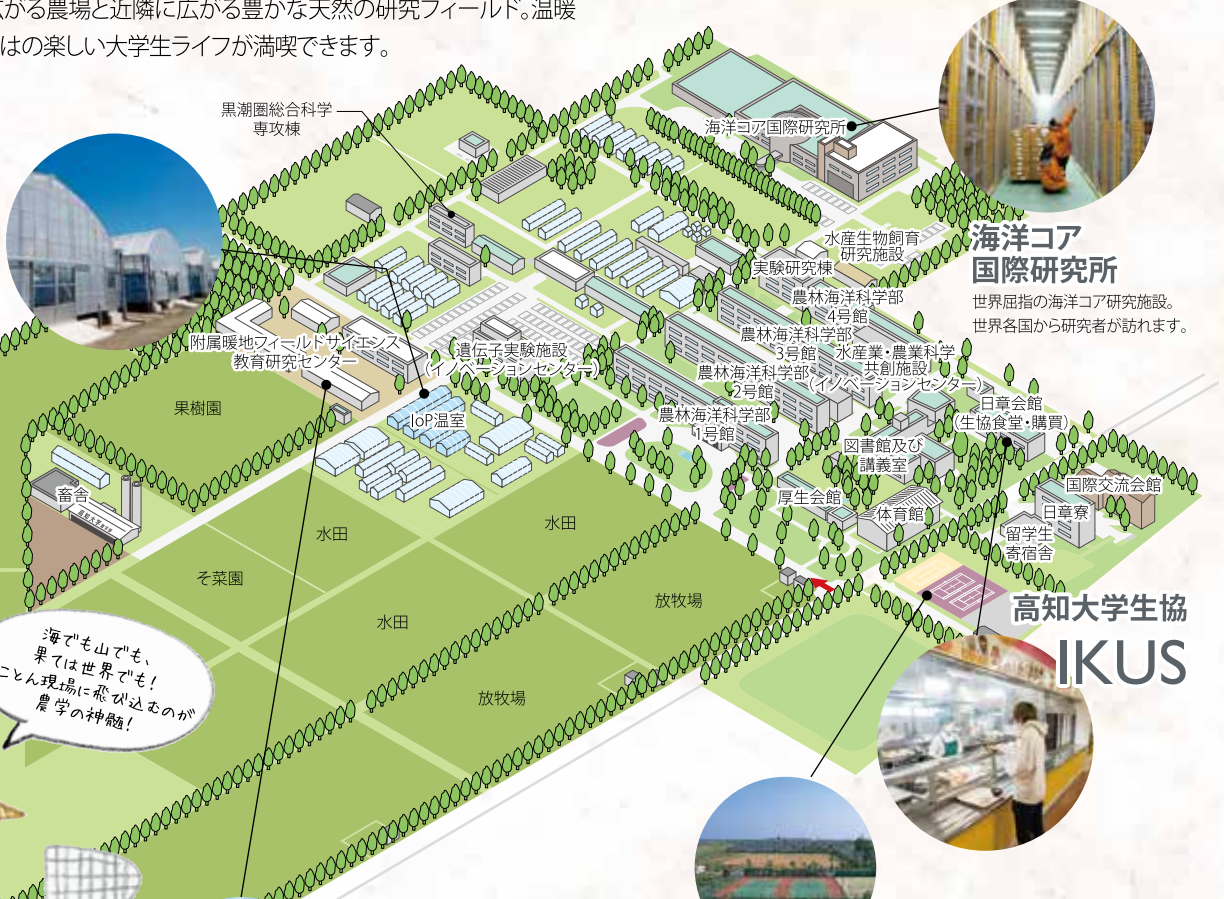 がる農場と近隣に広がる豊かな天然の研究フィールド。温暖
はの楽しい大学生ライフが満喫できます。
黒潮圏総合科学
専攻棟
海洋コア国際研究所
海洋コア
国際研究所
世界屈指の海洋コア研究施設。
世界各国から研究者が訪れます。
水産生物飼育
研究施設
実験研究棟
農林海洋科学部
4号館
農林海洋科学部
3号館
水産業・農業科学
共創施設
(イノベーションセンター)
農林海洋科学部
2号館
農林海洋科学部
1号館
遺伝子実験施設
(イノベーションセンター)
附属暖地フィールドサイエンス
教育研究センター
果樹園
IoP温室
日章会館
(生協食堂・購買)
図書館及び
講義室
国際交流会館
厚生会館
体育館
日章寮
留学生
寄宿舎
畜舎
水田
水田
そ菜園
水田
放牧場
放牧場
高知大学生協
IKUS
海でも山でも、
果ては世界でも!
ことん現場に飛び込むのが
農学の神髄!